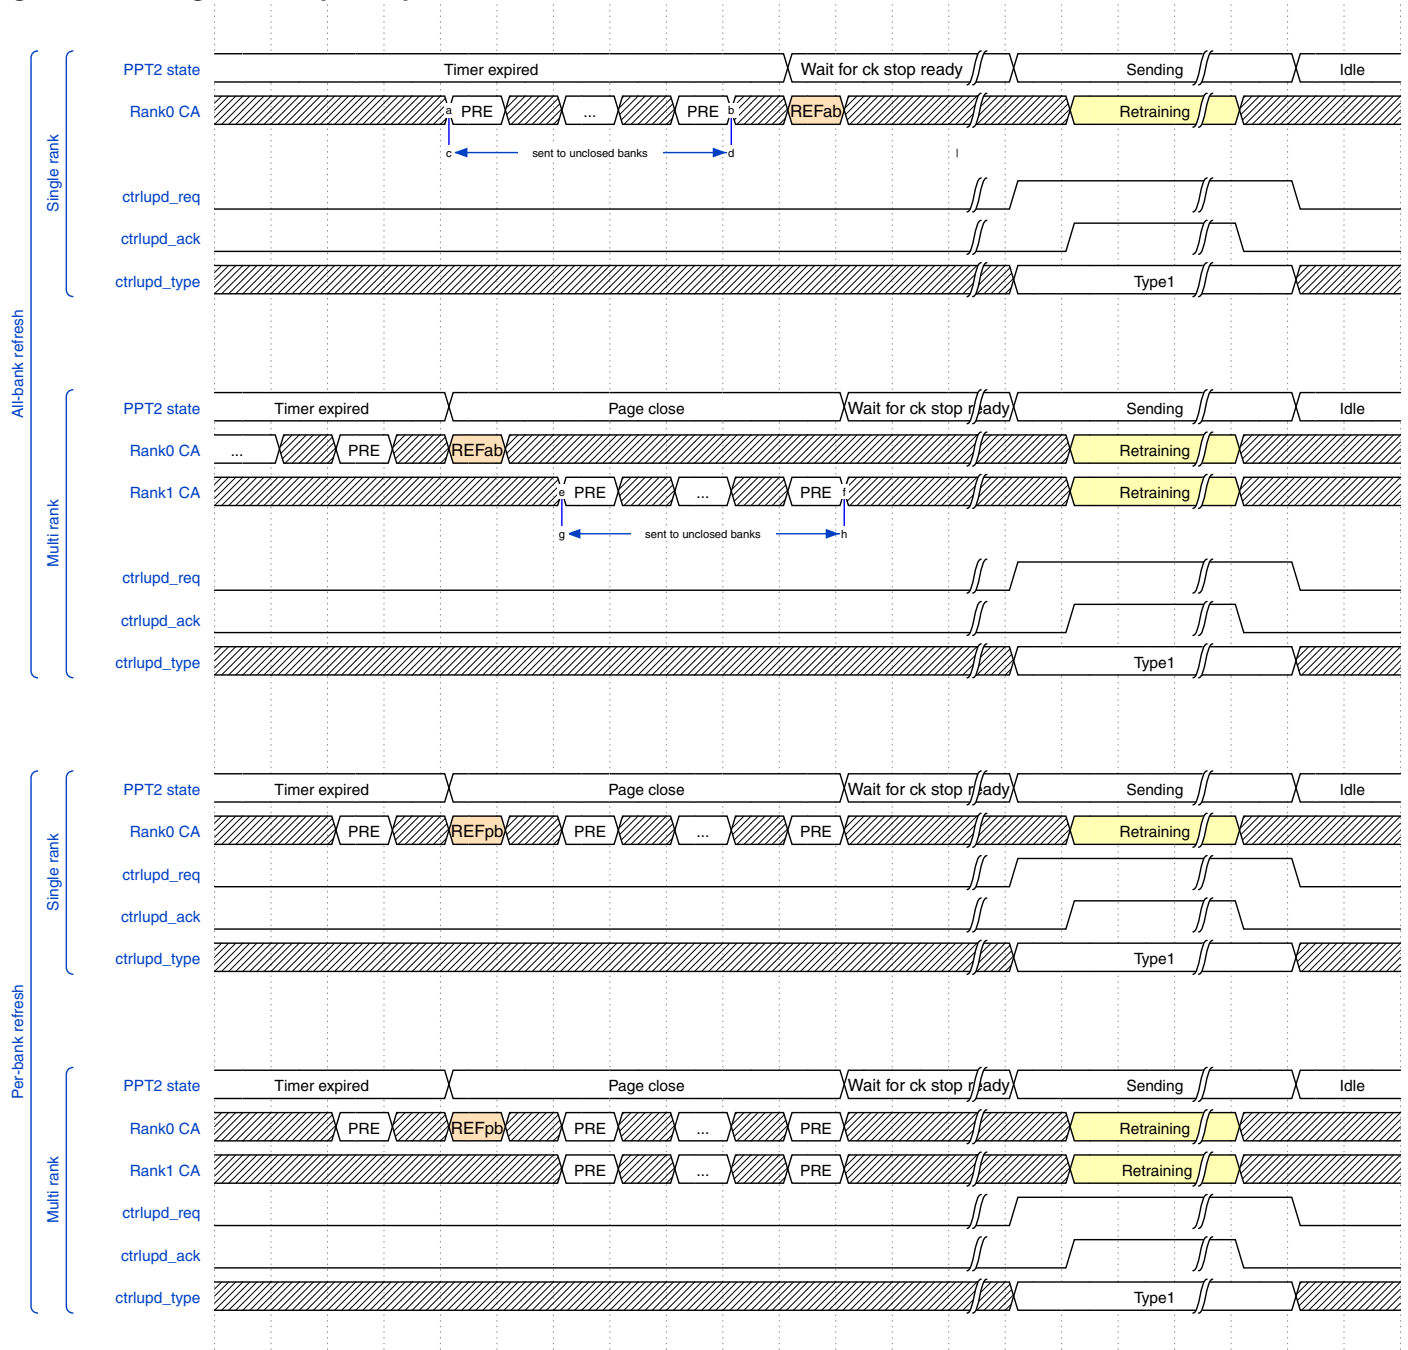 PPT2 state Timer expired Wait for ck stop ready Sending Idle
Rank0 CA a PRE ... PRE b REFab Retraining
c sent to unclosed banks d l
ctrlupd_req
ctrlupd_ack
ctrlupd_type Type1
Single rank
All-bank refresh
PPT2 state Timer expired Page close Wait for ck stop ready Sending Idle
Rank0 CA ... PRE REFab Retraining
Rank1 CA e PRE ... PRE f Retraining
g sent to unclosed banks h
ctrlupd_req
ctrlupd_ack
ctrlupd_type Type1
Multi rank
PPT2 state Timer expired Page close Wait for ck stop ready Sending Idle
Rank0 CA PRE REFpb PRE ... PRE Retraining
ctrlupd_req
ctrlupd_ack
ctrlupd_type Type1
Single rank
Per-bank refresh
PPT2 state Timer expired Page close Wait for ck stop ready Sending Idle
Rank0 CA PRE REFpb PRE ... PRE Retraining
Rank1 CA PRE ... PRE Retraining
ctrlupd_req
ctrlupd_ack
ctrlupd_type Type1
Multi rank